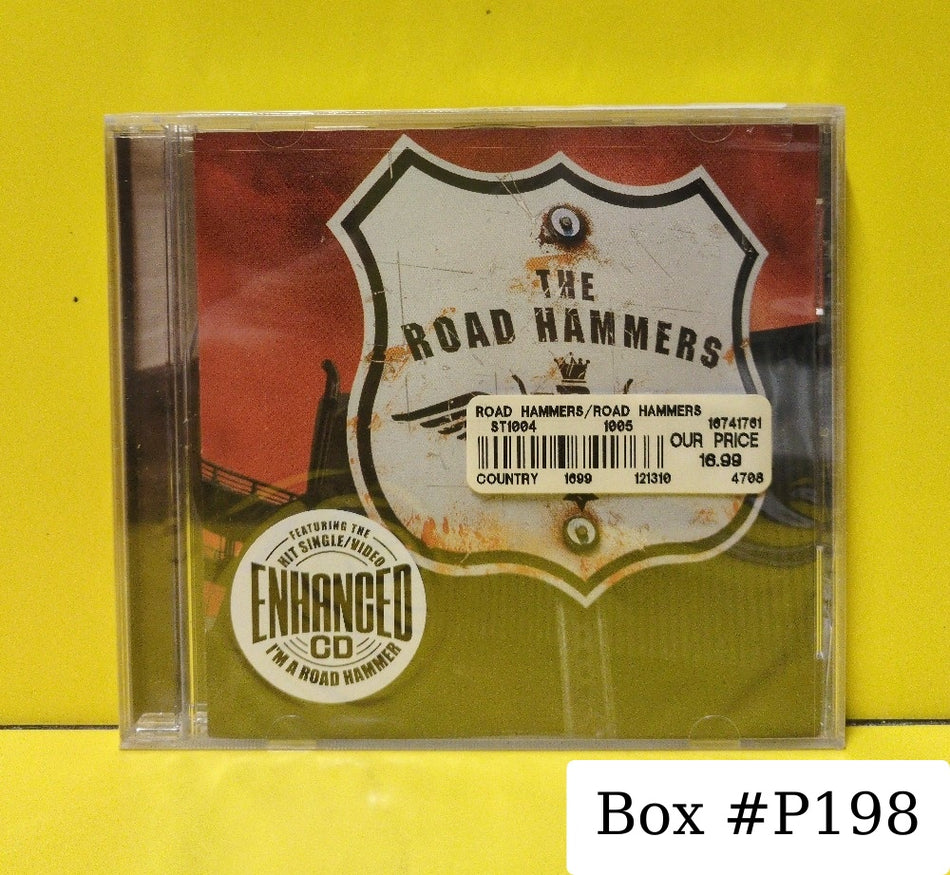 THE
ROAD HAMMERS
ROAD HAMMERS/ROAD HAMMERS
ST1004 1005 16741761
OUR PRICE
16.99
COUNTRY 1699 121310 4708
FEATURING THE
HIT SINGLE/VIDEO
ENHANCED
CD
I'M A ROAD HAMMER
Box #P198